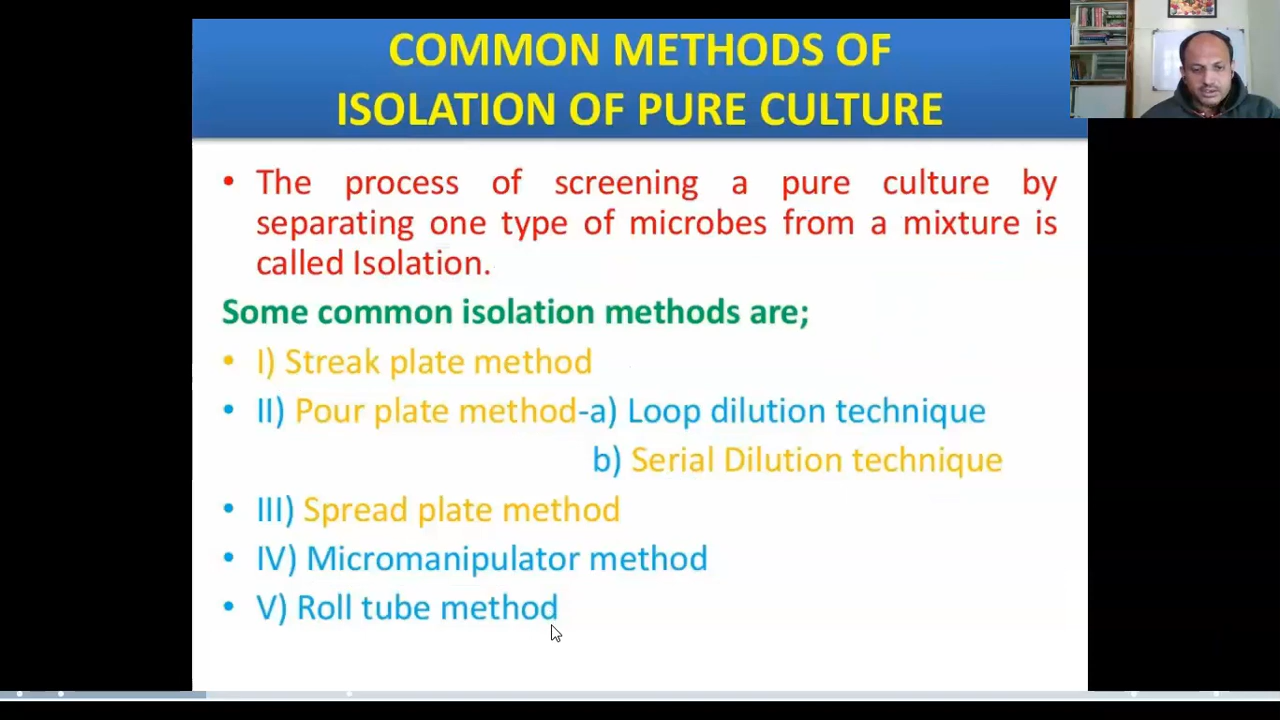 COMMON METHODS OF
ISOLATION OF PURE CULTURE
• The process of screening a pure culture by
separating one type of microbes from a mixture is
called Isolation.
Some common isolation methods are;
• I) Streak plate method
• II) Pour plate method-a) Loop dilution technique
b) Serial Dilution technique
• III) Spread plate method
• IV) Micromanipulator method
• V) Roll tube method